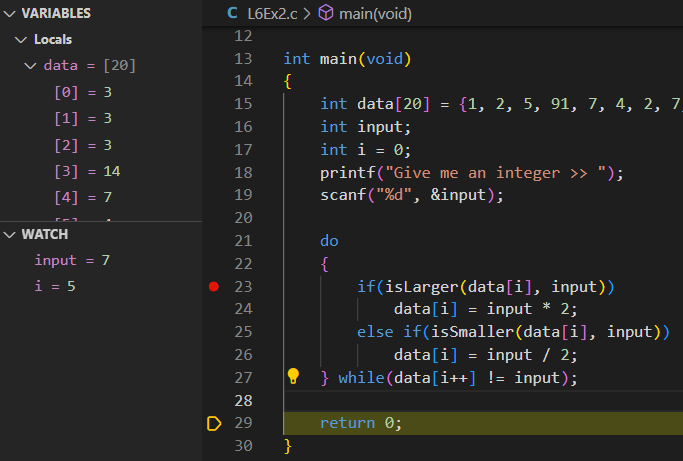 VARIABLES
Locals
data = [20]
[0] = 3
[1] = 3
[2] = 3
[3] = 14
[4] = 7
WATCH
input = 7
i = 5
C L6Ex2.c > main(void)
12
13 int main(void)
14 {
15 int data[20] = {1, 2, 5, 91, 7, 4, 2, 7,
16 int input;
17 int i = 0;
18 printf("Give me an integer >> ");
19 scanf("%d", &input);
20
21 do
22 {
23 if(isLarger(data[i], input))
24 data[i] = input * 2;
25 else if(isSmaller(data[i], input))
26 data[i] = input / 2;
27 } while(data[i++] != input);
28
29 return 0;
30 }